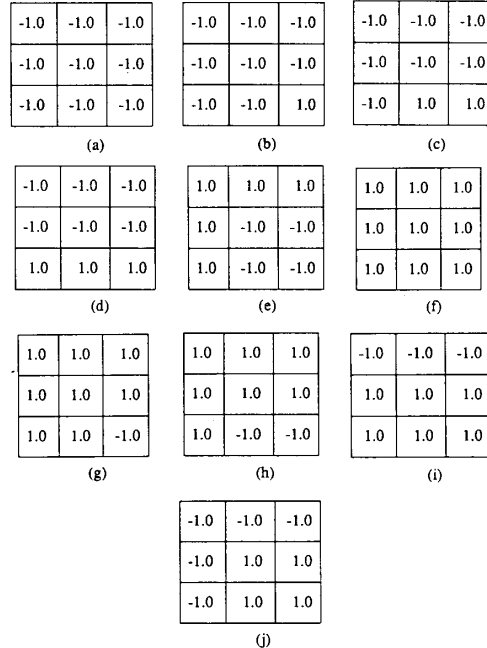 -1.0 -1.0 -1.0 -1.0 -1.0 -1.0 -1.0 -1.0 -1.0
-1.0 -1.0 -1.0 -1.0 -1.0 -1.0 -1.0 -1.0 -1.0
-1.0 -1.0 -1.0 -1.0 -1.0 1.0 -1.0 1.0 1.0
(a) (b) (c)
-1.0 -1.0 -1.0 1.0 1.0 1.0 1.0 1.0 1.0
-1.0 -1.0 -1.0 1.0 -1.0 -1.0 1.0 1.0 1.0
1.0 1.0 1.0 1.0 -1.0 -1.0 1.0 1.0 1.0
(d) (e) (f)
1.0 1.0 1.0 1.0 1.0 1.0 -1.0 -1.0 -1.0
1.0 1.0 1.0 1.0 1.0 1.0 1.0 1.0 1.0
1.0 1.0 -1.0 1.0 -1.0 -1.0 1.0 1.0 1.0
(g) (h) (i)
-1.0 -1.0 -1.0
-1.0 1.0 1.0
-1.0 1.0 1.0
(j)